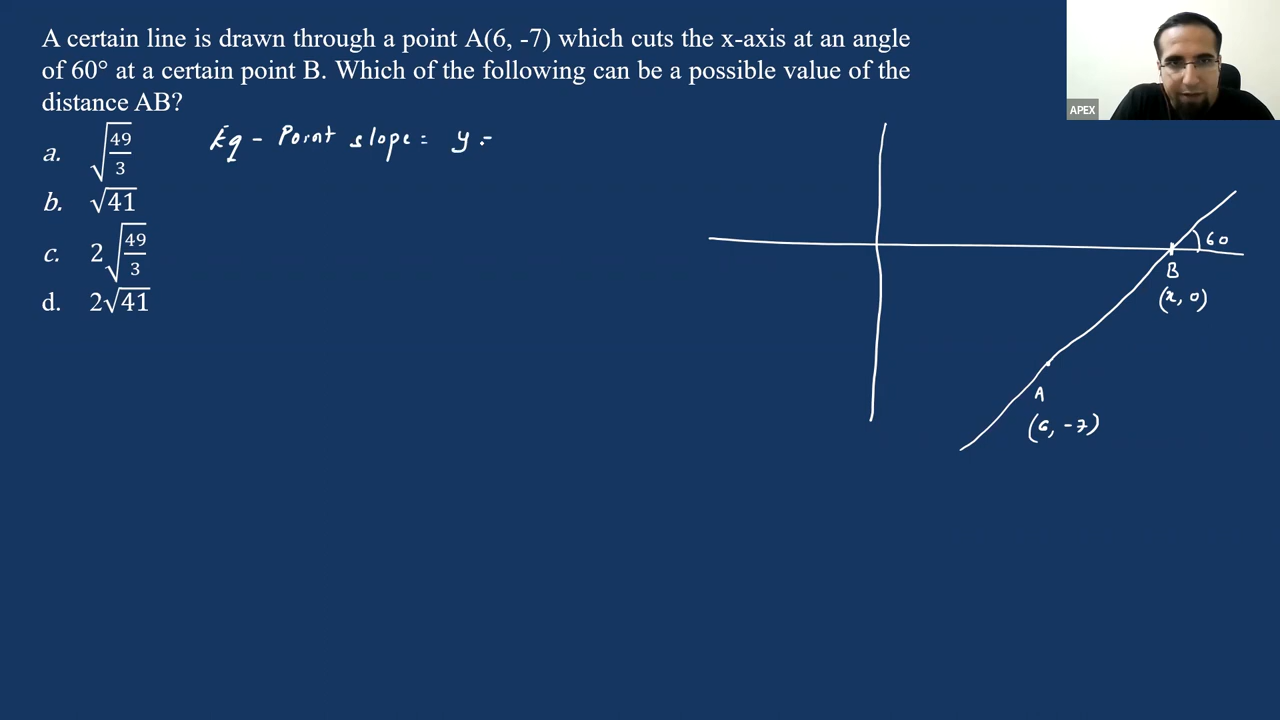 A certain line is drawn through a point A(6, -7) which cuts the x-axis at an angle
of 60° at a certain point B. Which of the following can be a possible value of the
distance AB?
a. √(49/3)
b. √41
c. 2√(49/3)
d. 2√41
Eq - Point slope = y -
60
B
(x, 0)
A
(6, -7)
APEX